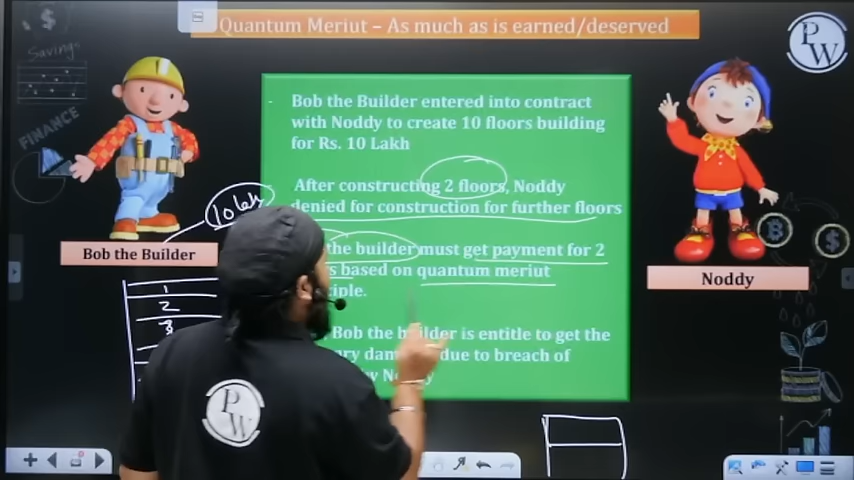 Quantum Meriut – As much as is earned/deserved
PW
Savings
FINANCE
Bob the Builder entered into contract
with Noddy to create 10 floors building
for Rs. 10 Lakh
After constructing 2 floors, Noddy
denied for construction for further floors
10 lakh
the builder must get payment for 2
based on quantum meriut
Bob the builder is entitle to get the
due to breach of
Noddy
Bob the Builder
Noddy
1
2
3
PW